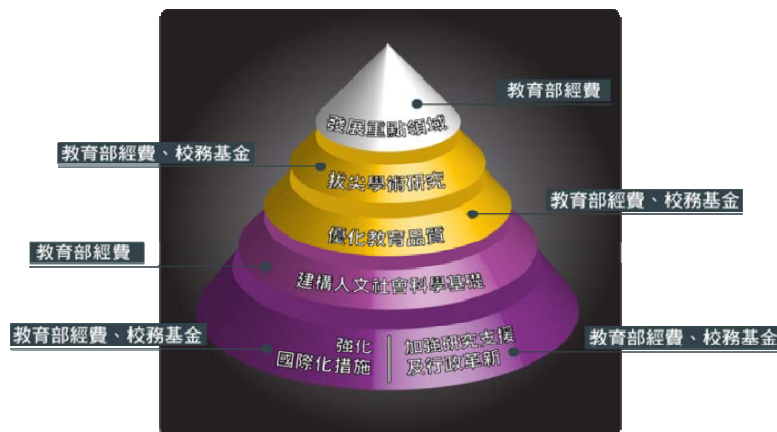 教育部經費
發展重點領域
教育部經費、校務基金
拔尖學術研究
教育部經費、校務基金
優化教育品質
教育部經費
建構人文社會科學基礎
教育部經費、校務基金
強化
國際化措施
加強研究支援
及行政革新
教育部經費、校務基金